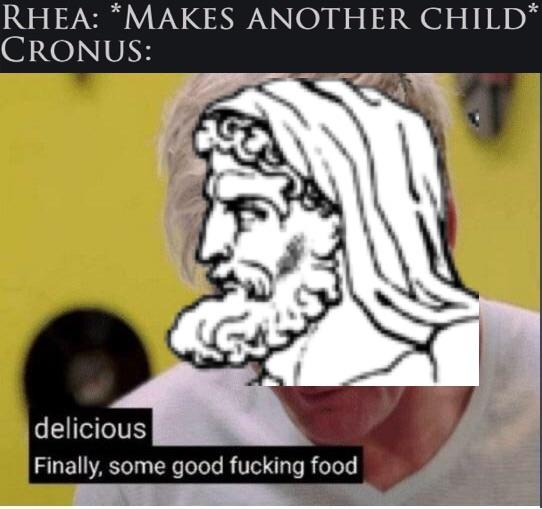 RHEA: *MAKES ANOTHER CHILD*
CRONUS:
delicious
Finally, some good fucking food